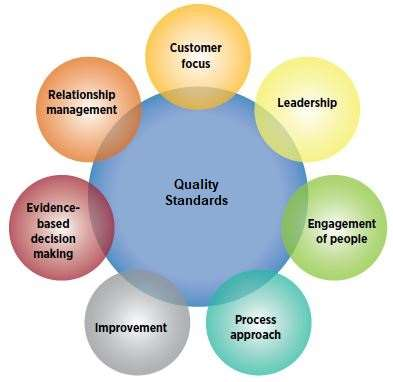 Customer
focus
Relationship
management
Leadership
Quality
Standards
Evidence-
based
decision
making
Engagement
of people
Improvement
Process
approach